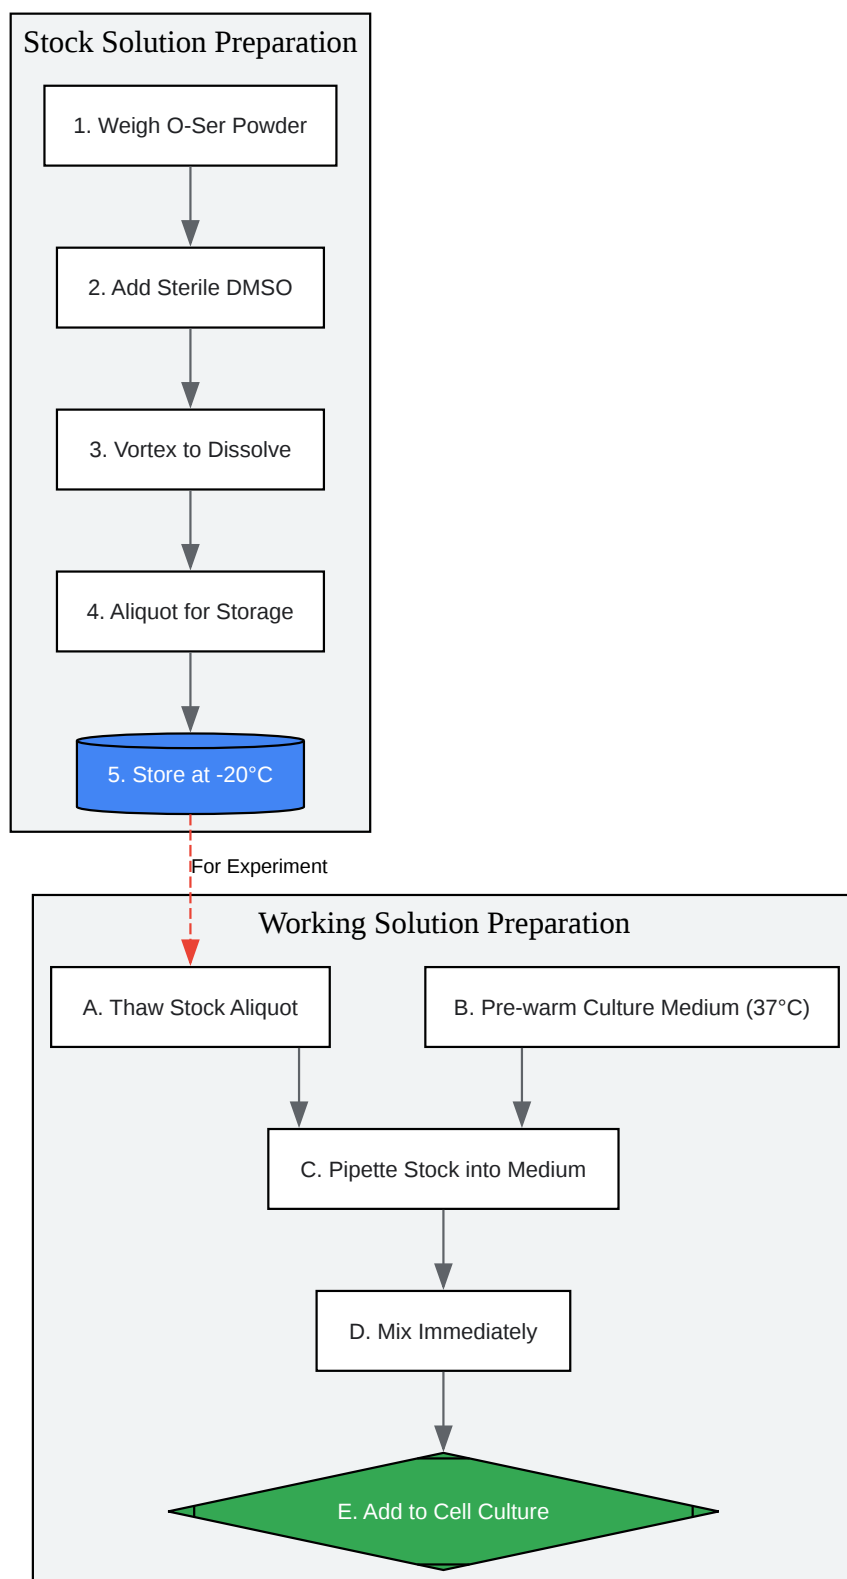 Stock Solution Preparation
1. Weigh O-Ser Powder
2. Add Sterile DMSO
3. Vortex to Dissolve
4. Aliquot for Storage
5. Store at -20°C
For Experiment
Working Solution Preparation
A. Thaw Stock Aliquot
B. Pre-warm Culture Medium (37°C)
C. Pipette Stock into Medium
D. Mix Immediately
E. Add to Cell Culture